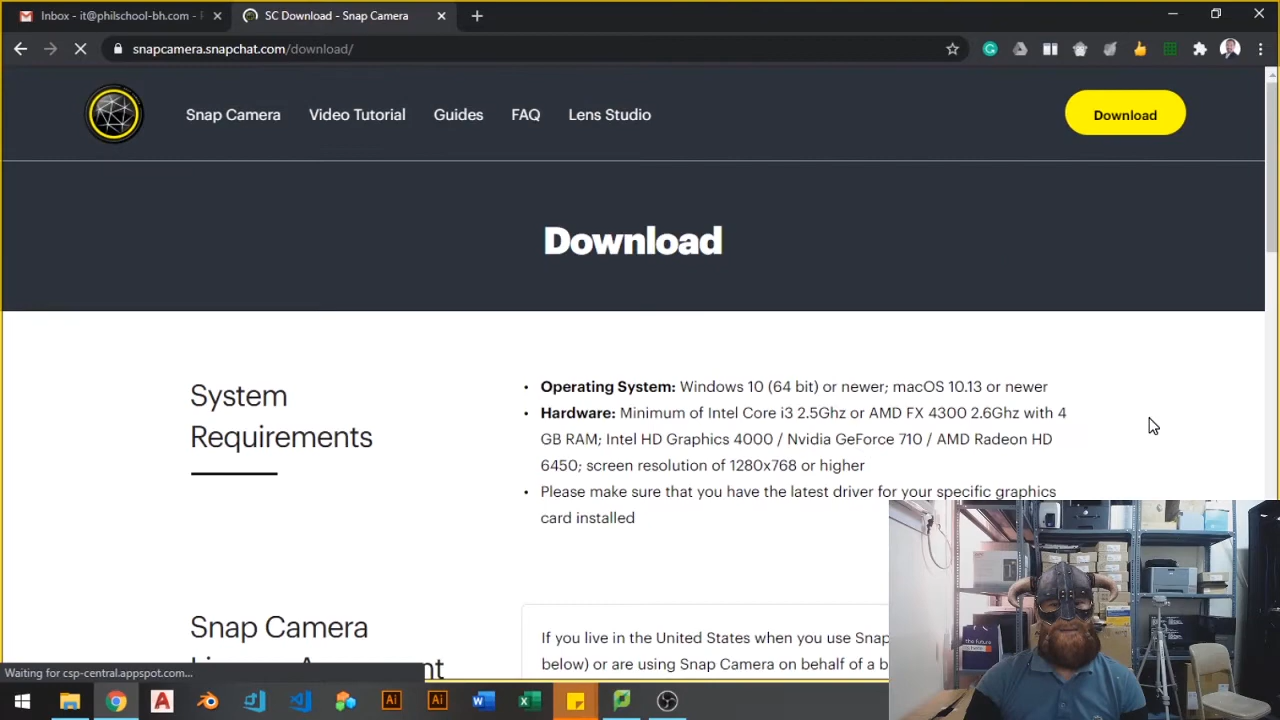 Inbox - it@philschool-bh.com -
SC Download - Snap Camera
snapcamera.snapchat.com/download/
Snap Camera
Video Tutorial
Guides
FAQ
Lens Studio
Download
Download
System
Requirements
• Operating System: Windows 10 (64 bit) or newer; macOS 10.13 or newer
• Hardware: Minimum of Intel Core i3 2.5Ghz or AMD FX 4300 2.6Ghz with 4
GB RAM; Intel HD Graphics 4000 / Nvidia GeForce 710 / AMD Radeon HD
6450; screen resolution of 1280x768 or higher
• Please make sure that you have the latest driver for your specific graphics
card installed
Snap Camera
If you live in the United States when you use Snap
below) or are using Snap Camera on behalf of a b
Waiting for csp-central.appspot.com...
Ai
Ai